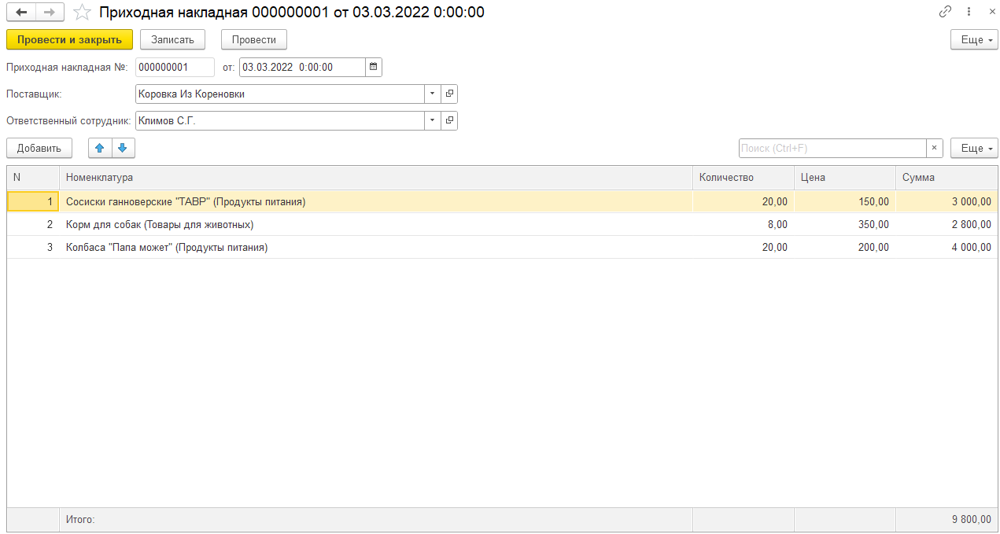 Приходная накладная 000000001 от 03.03.2022 0:00:00
Провести и закрыть Записать Провести Еще
Приходная накладная №: 000000001 от: 03.03.2022 0:00:00
Поставщик: Коровка Из Кореновки
Ответственный сотрудник: Климов С.Г.
Добавить Поиск (Ctrl+F) × Еще
N Номенклатура Количество Цена Сумма
1 Сосиски ганноверские "ТАВР" (Продукты питания) 20,00 150,00 3 000,00
2 Корм для собак (Товары для животных) 8,00 350,00 2 800,00
3 Колбаса "Папа может" (Продукты питания) 20,00 200,00 4 000,00
Итого: 9 800,00